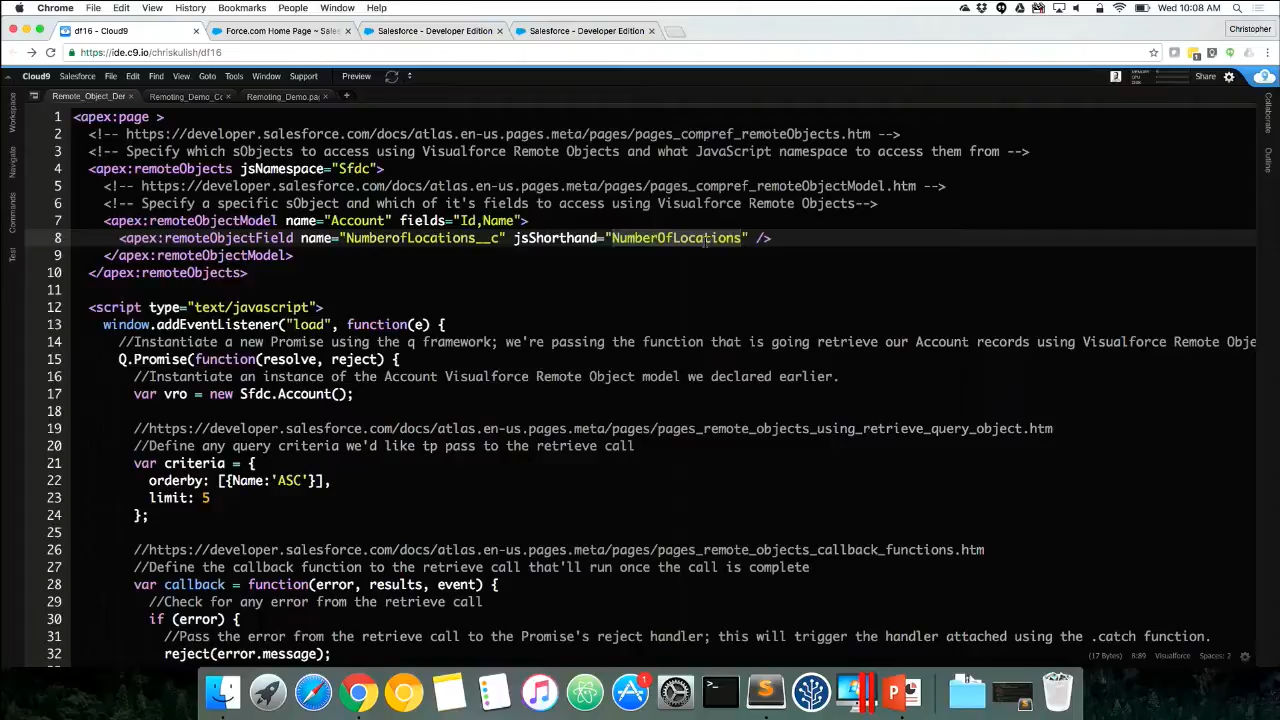 Chrome File Edit View History Bookmarks People Window Help Wed 10:08 AM
df16 - Cloud9 Force.com Home Page ~ Sales Salesforce - Developer Edition Salesforce - Developer Edition Christopher
https://ide.c9.io/chriskulish/df16
Cloud9 Salesforce File Edit Find View Goto Tools Window Support Preview Share
Remote_Object_Der Remoting_Demo_Cc Remoting_Demo.pag
Workspace
Navigate
Commands
Test
Collaborate
Outline
1 <apex:page >
2 <!-- https://developer.salesforce.com/docs/atlas.en-us.pages.meta/pages/pages_compref_remoteObjects.htm -->
3 <!-- Specify which sObjects to access using Visualforce Remote Objects and what JavaScript namespace to access them from -->
4 <apex:remoteObjects jsNamespace="Sfdc">
5 <!-- https://developer.salesforce.com/docs/atlas.en-us.pages.meta/pages/pages_compref_remoteObjectModel.htm -->
6 <!-- Specify a specific sObject and which of it's fields to access using Visualforce Remote Objects-->
7 <apex:remoteObjectModel name="Account" fields="Id,Name">
8 <apex:remoteObjectField name="NumberofLocations__c" jsShorthand="NumberOfLocations" />
9 </apex:remoteObjectModel>
10 </apex:remoteObjects>
11
12 <script type="text/javascript">
13 window.addEventListener("load", function(e) {
14 //Instantiate a new Promise using the q framework; we're passing the function that is going retrieve our Account records using Visualforce Remote Obje
15 Q.Promise(function(resolve, reject) {
16 //Instantiate an instance of the Account Visualforce Remote Object model we declared earlier.
17 var vro = new Sfdc.Account();
18
19 //https://developer.salesforce.com/docs/atlas.en-us.pages.meta/pages/pages_remote_objects_using_retrieve_query_object.htm
20 //Define any query criteria we'd like tp pass to the retrieve call
21 var criteria = {
22 orderby: [{Name:'ASC'}],
23 limit: 5
24 };
25
26 //https://developer.salesforce.com/docs/atlas.en-us.pages.meta/pages/pages_remote_objects_callback_functions.htm
27 //Define the callback function to the retrieve call that'll run once the call is complete
28 var callback = function(error, results, event) {
29 //Check for any error from the retrieve call
30 if (error) {
31 //Pass the error from the retrieve call to the Promise's reject handler; this will trigger the handler attached using the .catch function.
32 reject(error.message);
(17 Bytes) 8:89 Visualforce Spaces: 2